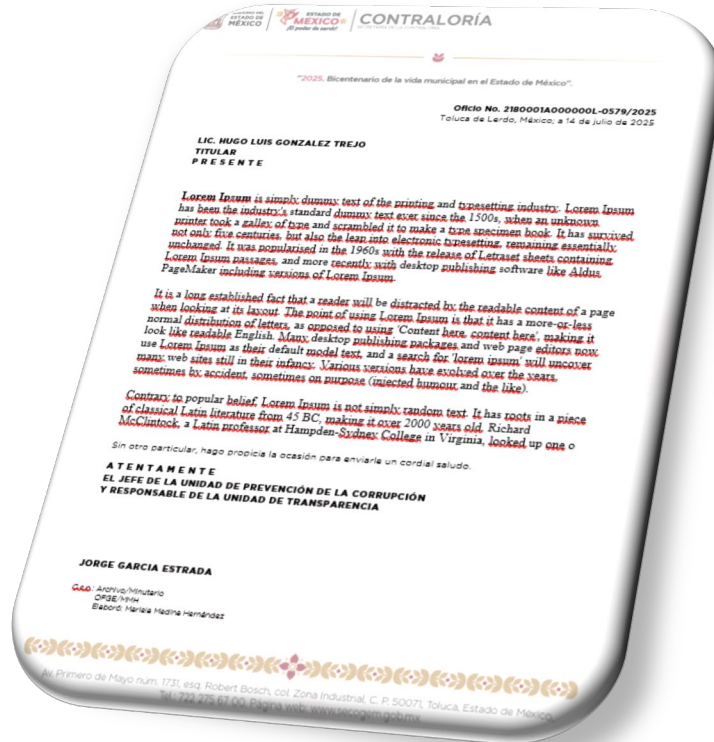 ESTADO DE
MÉXICO
ESTADO DE
MÉXICO
¡El poder de servir!
CONTRALORÍA
"2025. Bicentenario de la vida municipal en el Estado de México".
Oficio No. 2180001A000000L-0579/2025
Toluca de Lerdo, México; a 14 de julio de 2025
LIC. HUGO LUIS GONZALEZ TREJO
TITULAR
P R E S E N T E
Lorem Ipsum is simply dummy text of the printing and typesetting industry. Lorem Ipsum
has been the industry's standard dummy text ever since the 1500s, when an unknown
printer took a galley of type and scrambled it to make a type specimen book. It has survived
not only five centuries, but also the leap into electronic typesetting, remaining essentially
unchanged. It was popularised in the 1960s with the release of Letraset sheets containing
Lorem Ipsum passages, and more recently with desktop publishing software like Aldus
PageMaker including versions of Lorem Ipsum.
It is a long established fact that a reader will be distracted by the readable content of a page
when looking at its layout. The point of using Lorem Ipsum is that it has a more-or-less
normal distribution of letters, as opposed to using 'Content here, content here', making it
look like readable English. Many desktop publishing packages and web page editors now
use Lorem Ipsum as their default model text, and a search for 'lorem ipsum' will uncover
many web sites still in their infancy. Various versions have evolved over the years,
sometimes by accident, sometimes on purpose (injected humour and the like).
Contrary to popular belief, Lorem Ipsum is not simply random text. It has roots in a piece
of classical Latin literature from 45 BC, making it over 2000 years old. Richard
McClintock, a Latin professor at Hampden-Sydney College in Virginia, looked up one o
Sin otro particular, hago propicia la ocasión para enviarle un cordial saludo.
A T E N T A M E N T E
EL JEFE DE LA UNIDAD DE PREVENCIÓN DE LA CORRUPCIÓN
Y RESPONSABLE DE LA UNIDAD DE TRANSPARENCIA
JORGE GARCIA ESTRADA
C.c.p.: Archivo/Minutario
OFGE/MMH
Elaboró: Mariela Medina Hernández
Av. Primero de Mayo núm. 1731, esq. Robert Bosch, col. Zona Industrial, C. P. 50071, Toluca, Estado de México.
Tel.: 722 275 67 00. Página web: www.secogem.gob.mx